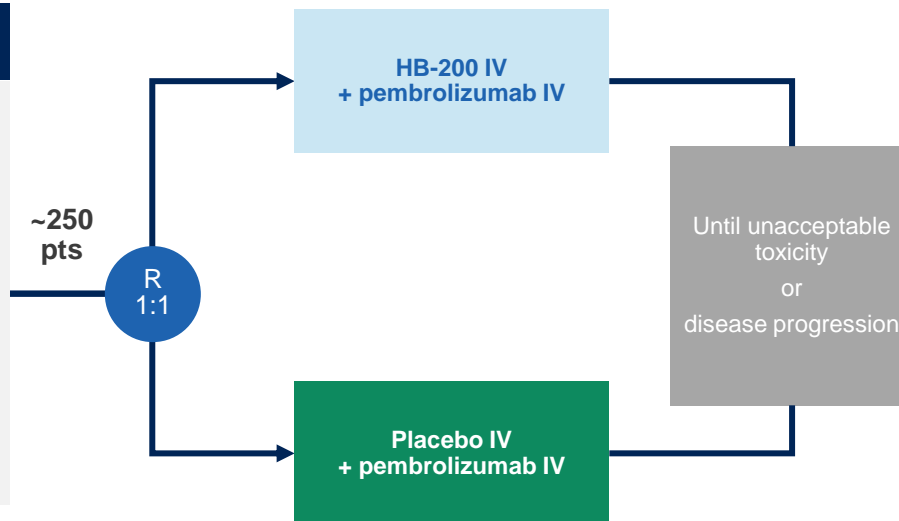 HB-200 IV
+ pembrolizumab IV
~250
pts
R
1:1
Until unacceptable
toxicity
or
disease progression
Placebo IV
+ pembrolizumab IV